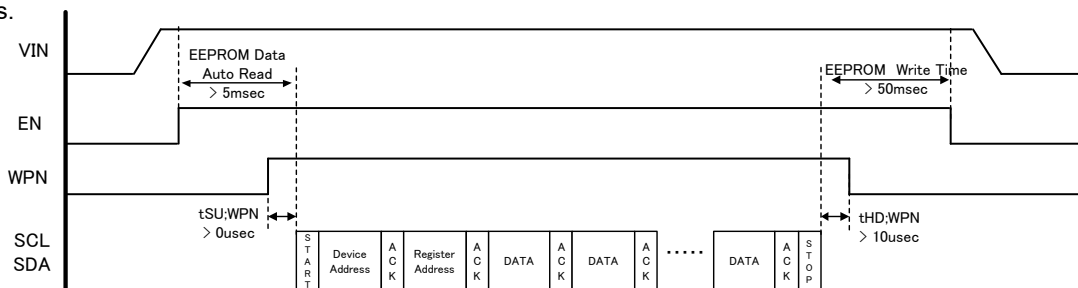 s.
VIN
EEPROM Data
Auto Read
> 5msec
EEPROM Write Time
> 50msec
EN
WPN
tSU;WPN
> 0usec
tHD;WPN
> 10usec
SCL
SDA
START
Device
Address
ACK
Register
Address
ACK
DATA
ACK
DATA
ACK
.....
DATA
ACK
STOP